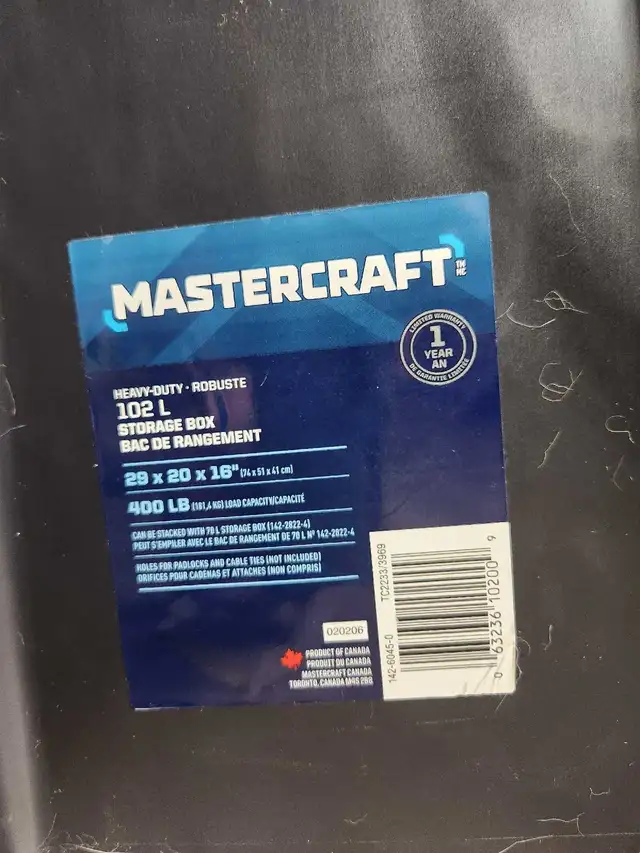 MASTERCRAFT TM MC
LIMITED WARRANTY
1
YEAR
AN
DE GARANTIE LIMITÉE
HEAVY-DUTY · ROBUSTE
102 L
STORAGE BOX
BAC DE RANGEMENT
29 x 20 x 16" (74 x 51 x 41 cm)
400 LB (181,4 KG) LOAD CAPACITY/CAPACITÉ
CAN BE STACKED WITH 70 L STORAGE BOX (142-2822-4)
PEUT S'EMPILER AVEC LE BAC DE RANGEMENT DE 70 L N° 142-2822-4
HOLES FOR PADLOCKS AND CABLE TIES (NOT INCLUDED)
ORIFICES POUR CADENAS ET ATTACHES (NON COMPRIS)
020206
PRODUCT OF CANADA
PRODUIT DU CANADA
MASTERCRAFT CANADA
TORONTO, CANADA M4S 2B8
142-6045-0
TC2233/3969
0 63236 10200 9